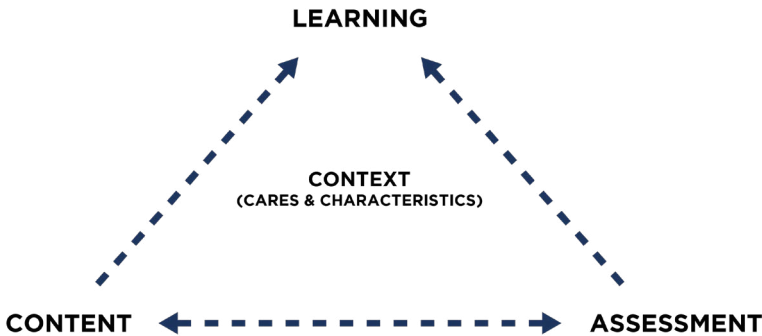 LEARNING
CONTEXT
(CARES & CHARACTERISTICS)
CONTENT
ASSESSMENT